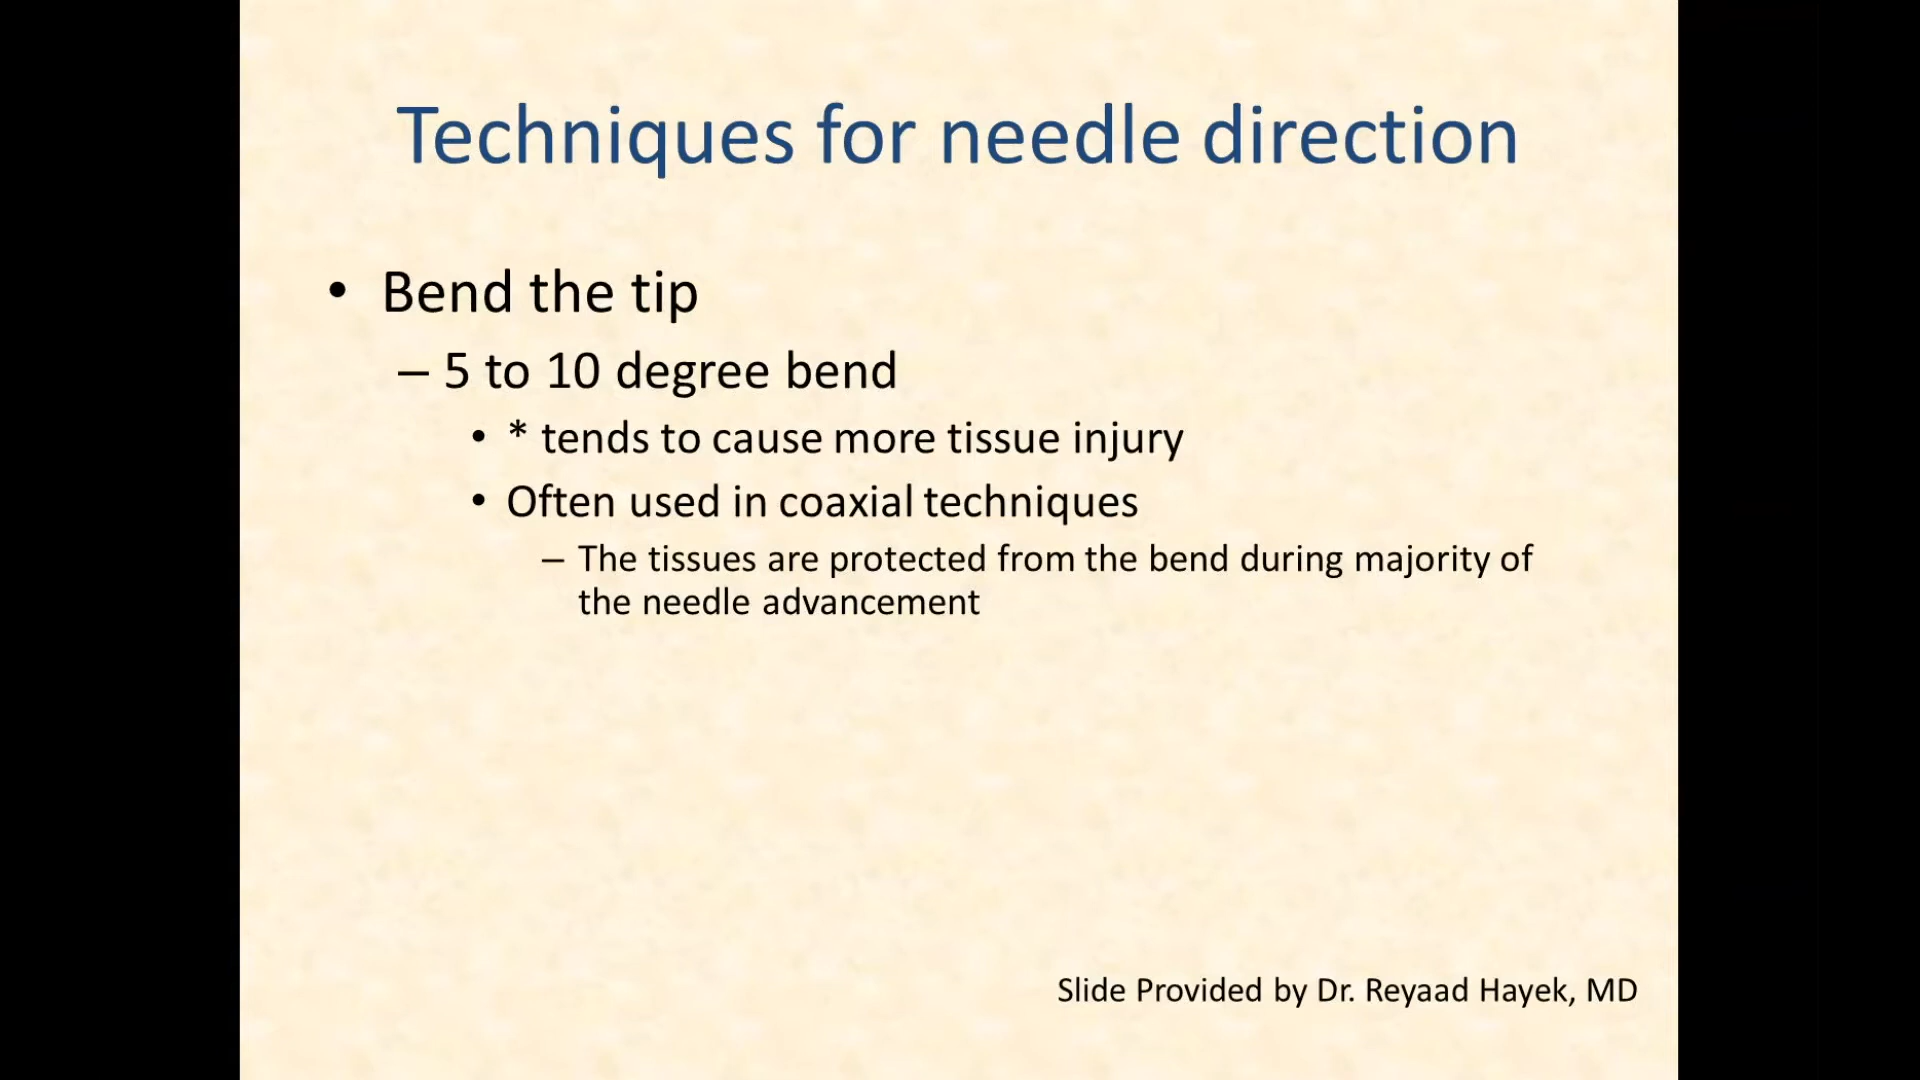 Techniques for needle direction
• Bend the tip
– 5 to 10 degree bend
• * tends to cause more tissue injury
• Often used in coaxial techniques
– The tissues are protected from the bend during majority of
the needle advancement
Slide Provided by Dr. Reyaad Hayek, MD